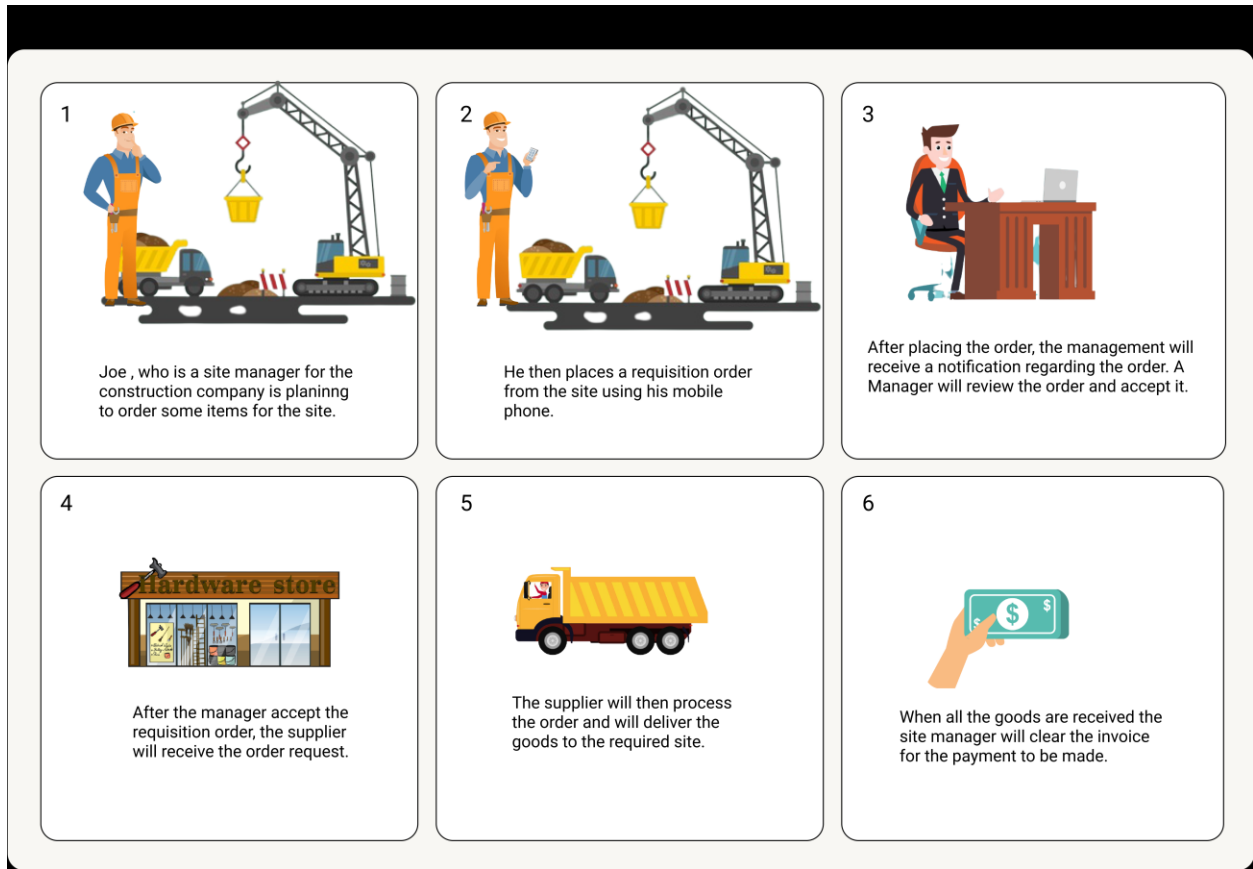 1
Joe , who is a site manager for the
construction company is planinng
to order some items for the site.
2
He then places a requisition order
from the site using his mobile
phone.
3
After placing the order, the management will
receive a notification regarding the order. A
Manager will review the order and accept it.
4
Hardware store
After the manager accept the
requisition order, the supplier
will receive the order request.
5
The supplier will then process
the order and will deliver the
goods to the required site.
6
$
$
$
When all the goods are received the
site manager will clear the invoice
for the payment to be made.